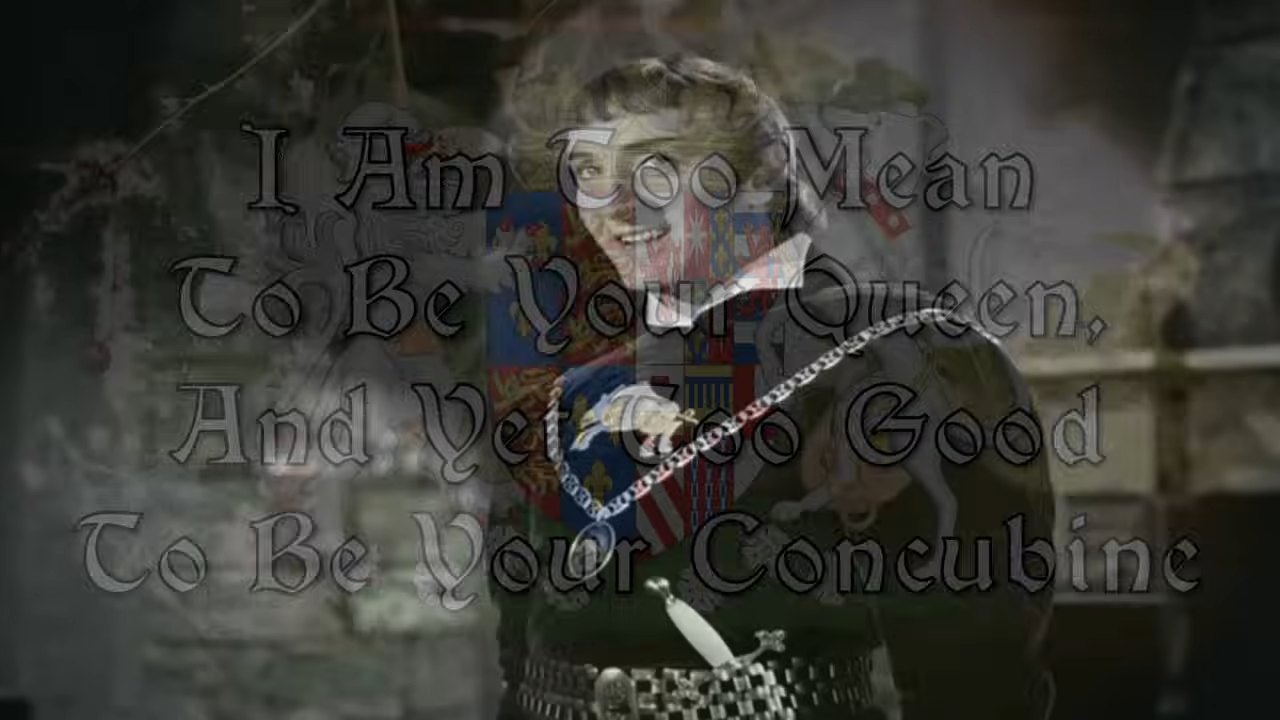 I Am Too Mean
To Be Your Queen,
And Yet Too Good
To Be Your Concubine